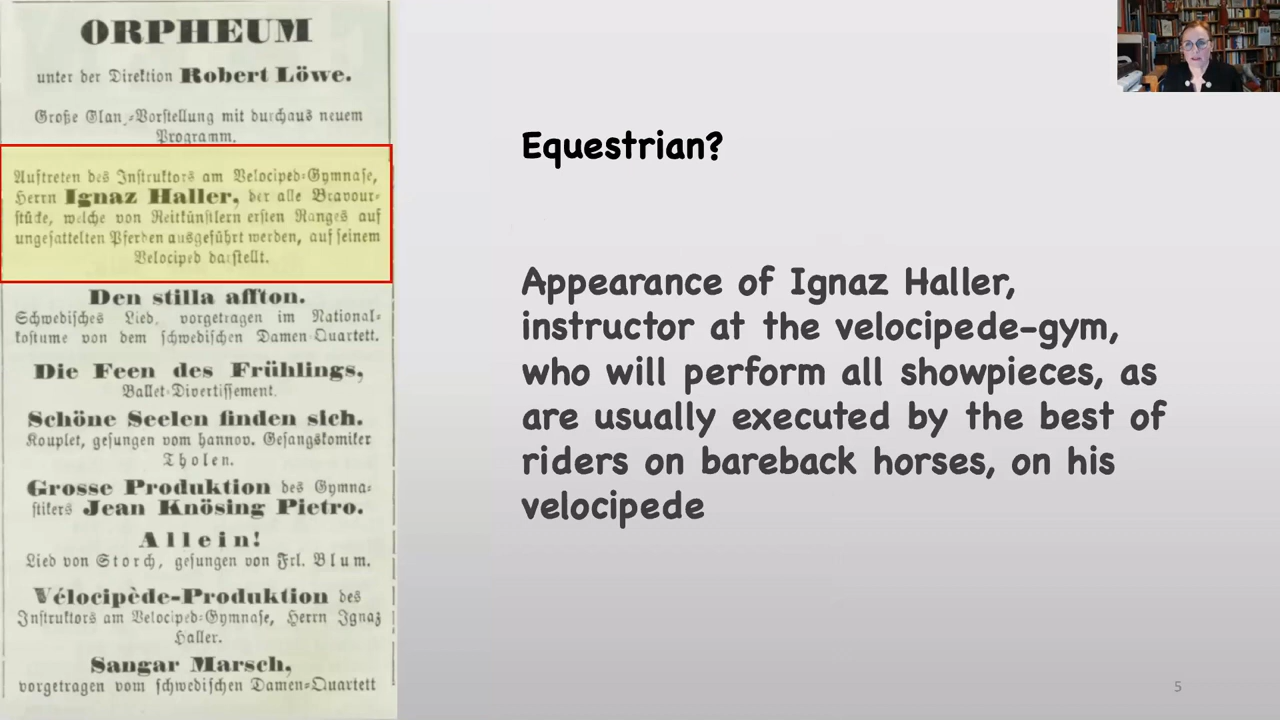 ORPHEUM
unter der Direktion Robert Löwe.
Große Glanz-Vorstellung mit durchaus neuem
Programm.
Auftreten des Instruktors am Velociped-Gymnase,
Herrn Ignaz Haller, der alle Bravour-
stücke, welche von Reitkünstlern ersten Ranges auf
ungesattelten Pferden ausgeführt werden, auf seinem
Velociped darstellt.
Den stilla affton.
Schwedisches Lied, vorgetragen im National-
kostume von dem schwedischen Damen-Quartett.
Die Feen des Frühlings,
Ballet-Divertissement.
Schöne Seelen finden sich.
Kouplet, gesungen vom hannov. Gesangskomiker
Tholen.
Grosse Produktion des Gymna-
stikers Jean Knösing Pietro.
Allein!
Lied von Storch, gesungen von Frl. Blum.
Vélocipède-Produktion des
Instruktors am Velociped-Gymnase, Herrn Ignaz
Haller.
Sangar Marsch,
vorgetragen vom schwedischen Damen-Quartett
Equestrian?
Appearance of Ignaz Haller,
instructor at the velocipede-gym,
who will perform all showpieces, as
are usually executed by the best of
riders on bareback horses, on his
velocipede
5